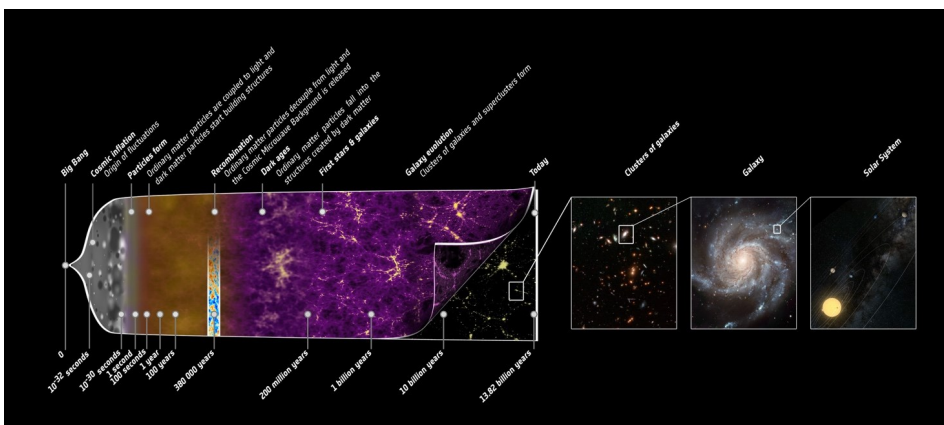 Big Bang
Cosmic inflation
Origin of fluctuations
Particles form
Ordinary matter particles are coupled to light and
dark matter particles start building structures
Recombination
Ordinary matter particles decouple from light and
the Cosmic Microwave Background is released
Dark ages
Ordinary matter particles fall into the
structures created by dark matter
First stars & galaxies
Galaxy evolution
Clusters of galaxies and superclusters form
Today
Clusters of galaxies
Galaxy
Solar System
0
10-32 seconds
10-30 seconds
1 second
100 seconds
1 year
100 years
380 000 years
200 million years
1 billion years
10 billion years
13.82 billion years